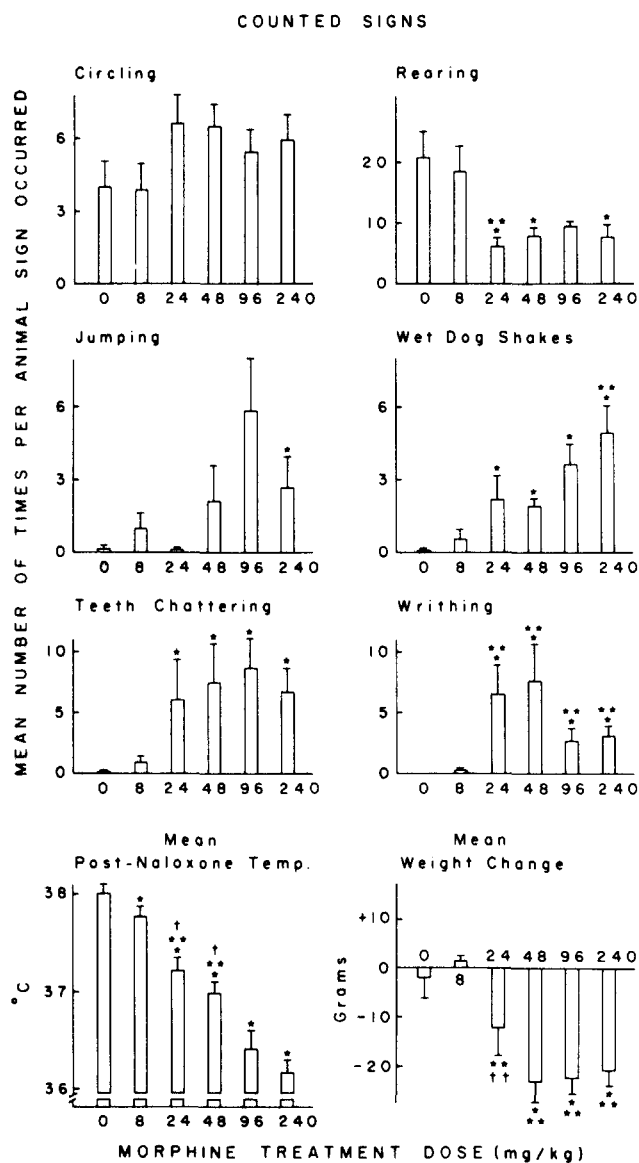 COUNTED SIGNS
MEAN NUMBER OF TIMES PER ANIMAL SIGN OCCURRED
Circling
6
3
0
0 8 24 48 96 240
Rearing
20
10
0
** * * *
0 8 24 48 96 240
Jumping
6
3
0
*
0 8 24 48 96 240
Wet Dog Shakes
6
3
0
* * * ** *
0 8 24 48 96 240
Teeth Chattering
10
5
0
* * * *
0 8 24 48 96 240
Writhing
10
5
0
** * ** * ** * ** *
0 8 24 48 96 240
Mean
Post-Naloxone Temp.
°C
38
37
36
* † ** * † ** * * *
0 8 24 48 96 240
Mean
Weight Change
Grams
+10
0
-10
-20
0 8 24 48 96 240
** * ** * ** *
** ††
MORPHINE TREATMENT DOSE (mg/kg)